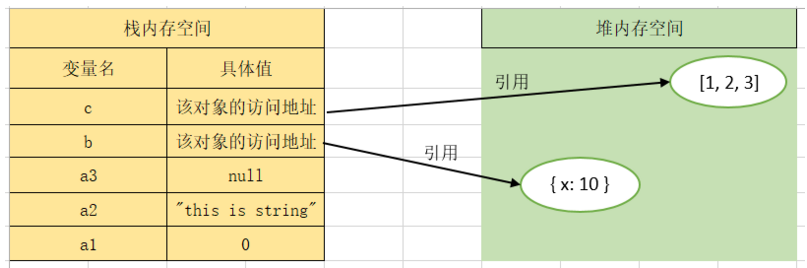 栈内存空间
堆内存空间
变量名 具体值
c 该对象的访问地址
引用
[1, 2, 3]
b 该对象的访问地址
引用
{ x: 10 }
a3 null
a2 "this is string"
a1 0